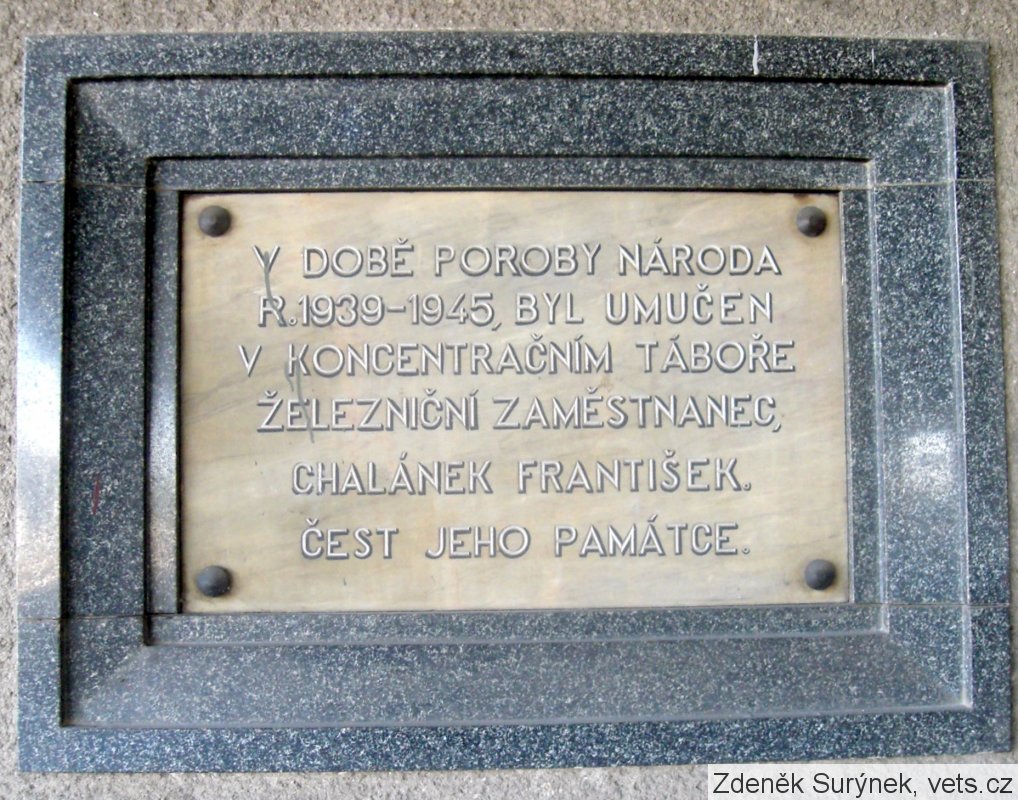 V DOBĚ POROBY NÁRODA
R.1939-1945, BYL UMUČEN
V KONCENTRAČNÍM TÁBOŘE
ŽELEZNIČNÍ ZAMĚSTNANEC,
CHALÁNEK FRANTIŠEK.
ČEST JEHO PAMÁTCE.
Zdeněk Surýnek, vets.cz